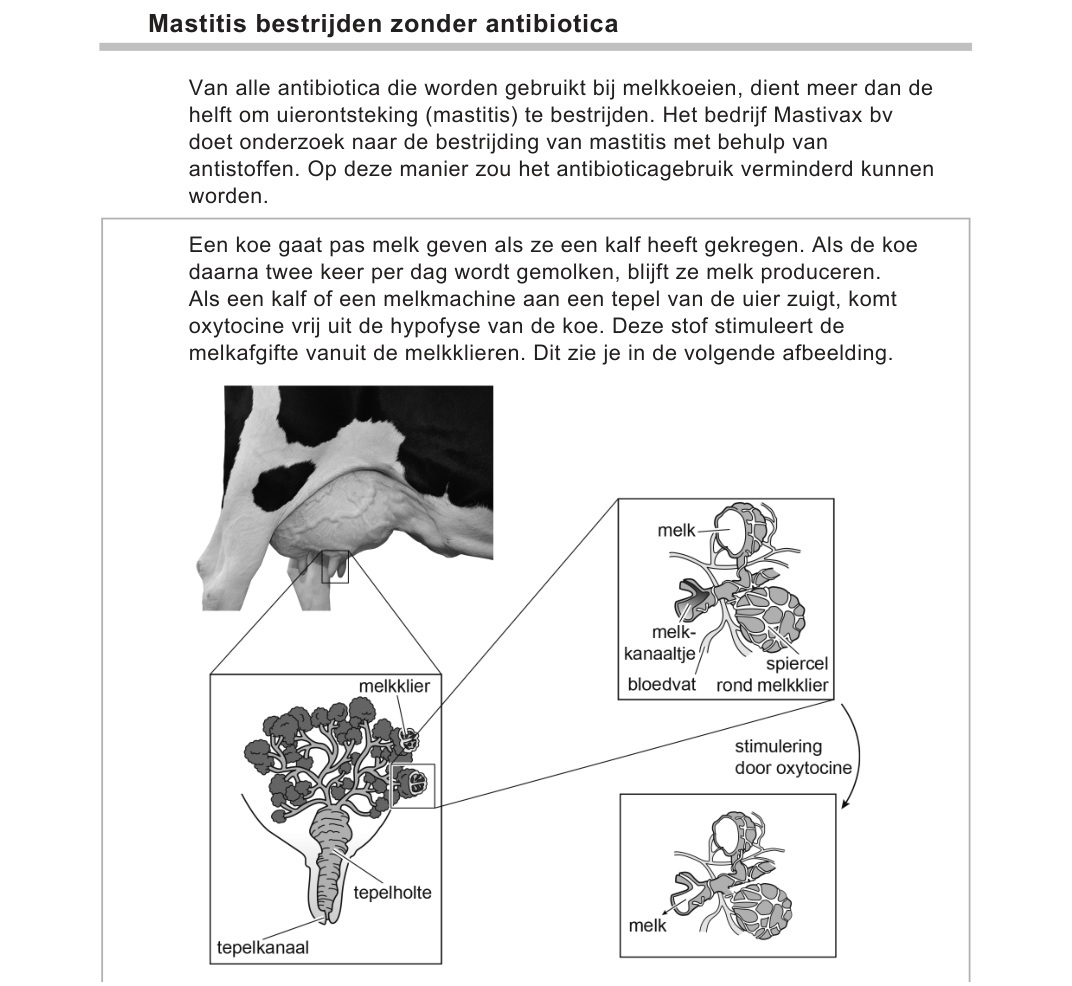 Mastitis bestrijden zonder antibiotica
Van alle antibiotica die worden gebruikt bij melkkoeien, dient meer dan de
helft om uierontsteking (mastitis) te bestrijden. Het bedrijf Mastivax bv
doet onderzoek naar de bestrijding van mastitis met behulp van
antistoffen. Op deze manier zou het antibioticagebruik verminderd kunnen
worden.
Een koe gaat pas melk geven als ze een kalf heeft gekregen. Als de koe
daarna twee keer per dag wordt gemolken, blijft ze melk produceren.
Als een kalf of een melkmachine aan een tepel van de uier zuigt, komt
oxytocine vrij uit de hypofyse van de koe. Deze stof stimuleert de
melkafgifte vanuit de melkklieren. Dit zie je in de volgende afbeelding.
melk
melk-
kanaaltje
bloedvat
spiercel
rond melkklier
melkklier
tepelholte
tepelkanaal
stimulering
door oxytocine
melk